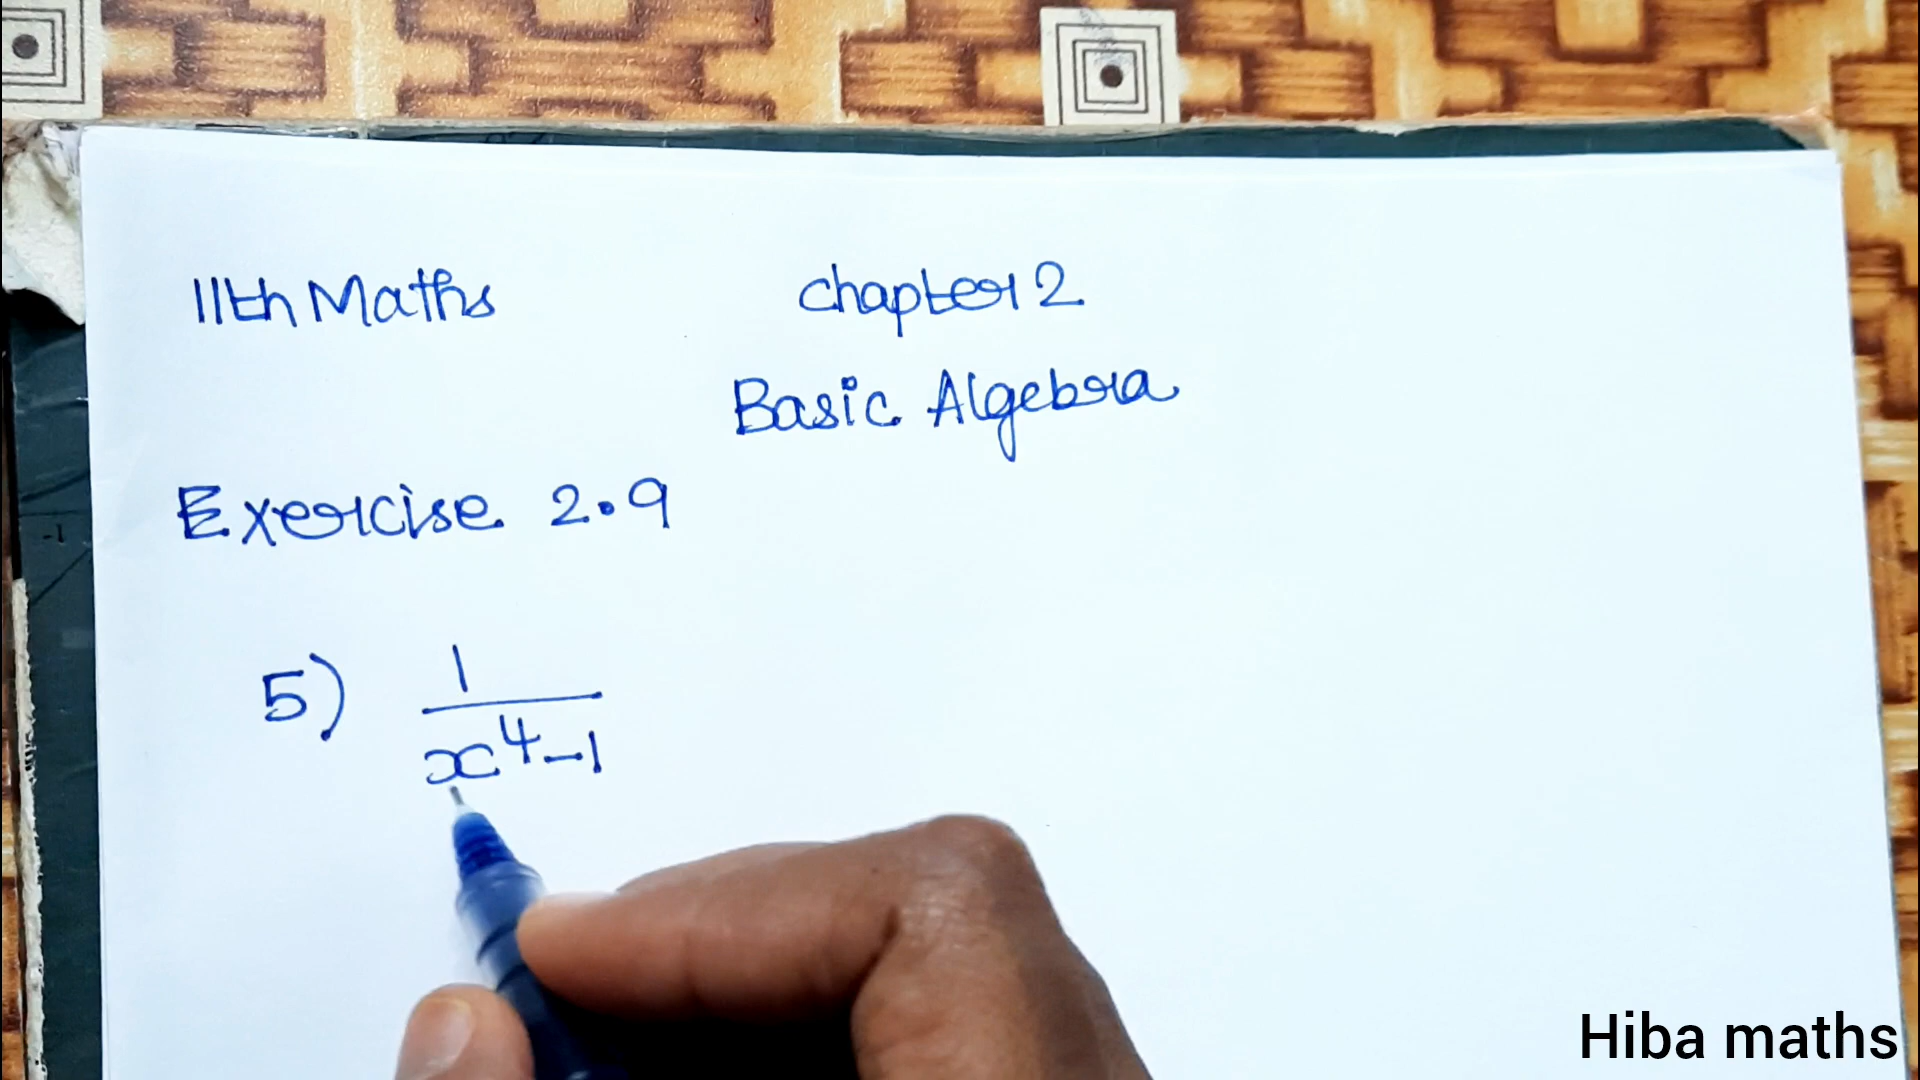 11th Maths
chapter 2
Basic Algebra
Exercise 2.9
5) 1
x⁴-1
Hiba maths